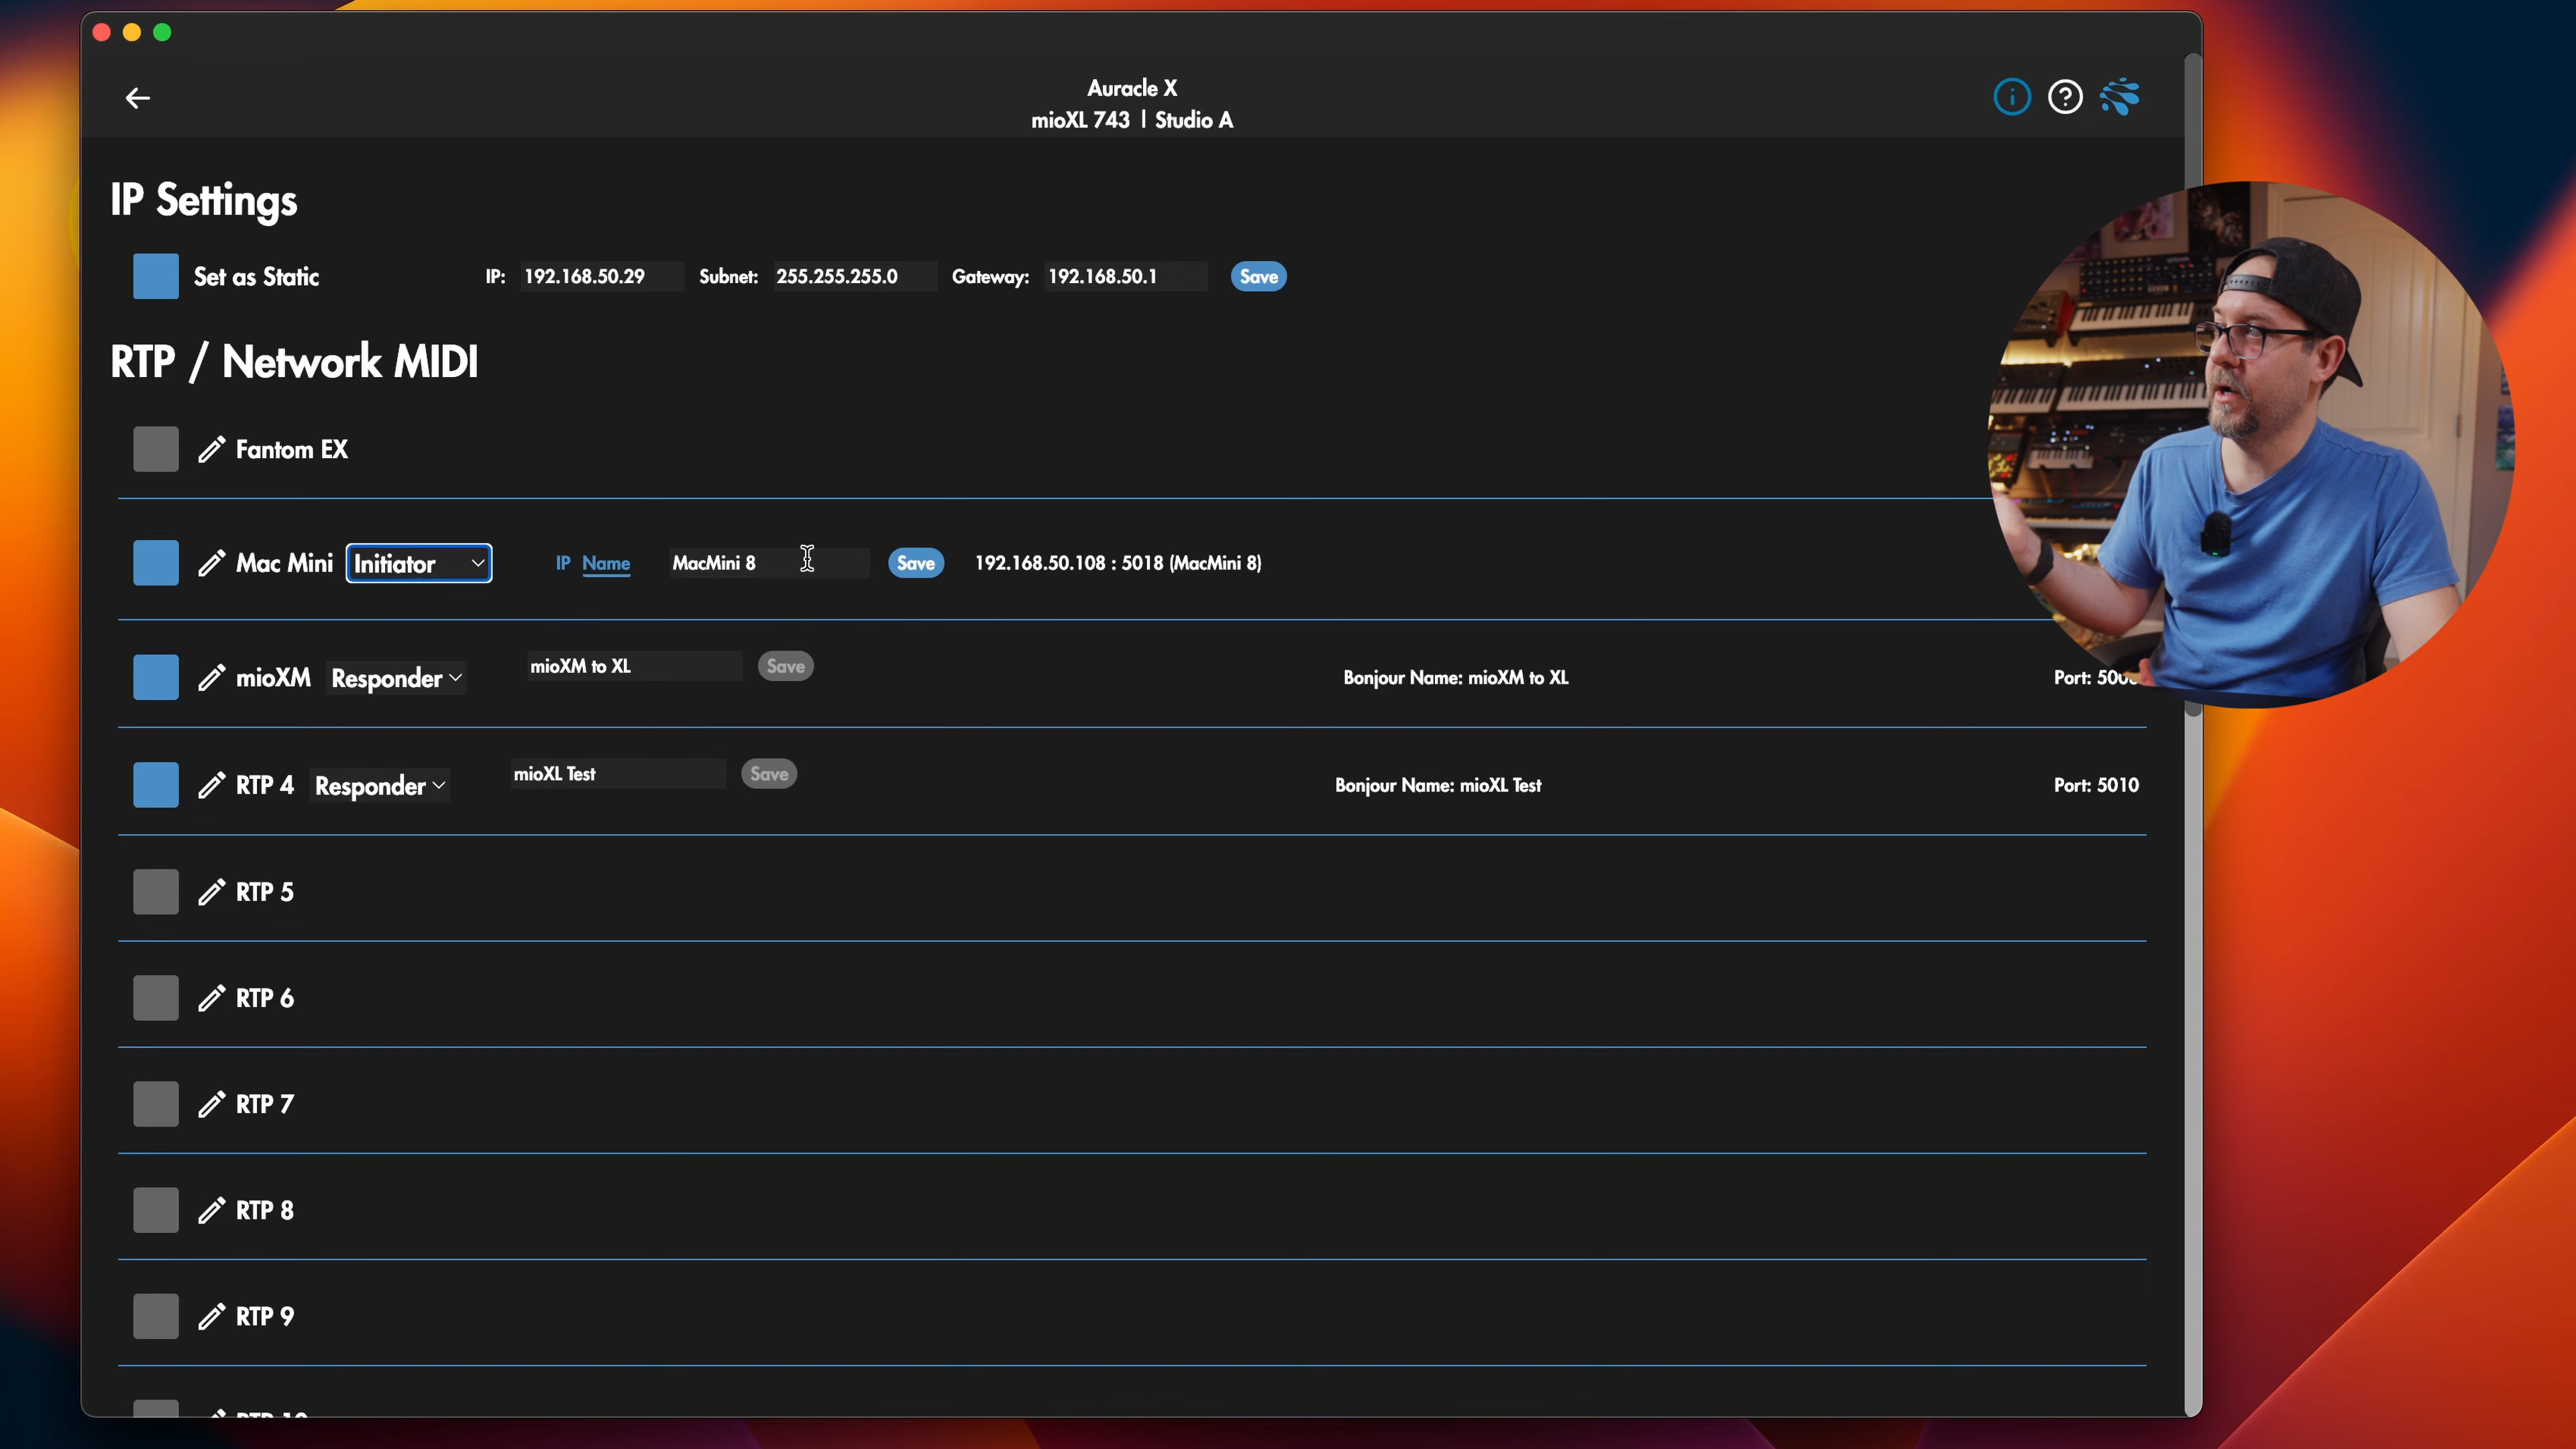 Auracle X
mioXL 743 | Studio A
IP Settings
Set as Static IP: 192.168.50.29 Subnet: 255.255.255.0 Gateway: 192.168.50.1 Save
RTP / Network MIDI
Fantom EX
Mac Mini Initiator IP Name MacMini 8 Save 192.168.50.108 : 5018 (MacMini 8)
mioXM Responder mioXM to XL Save Bonjour Name: mioXM to XL Port:
RTP 4 Responder mioXL Test Save Bonjour Name: mioXL Test Port: 5010
RTP 5
RTP 6
RTP 7
RTP 8
RTP 9